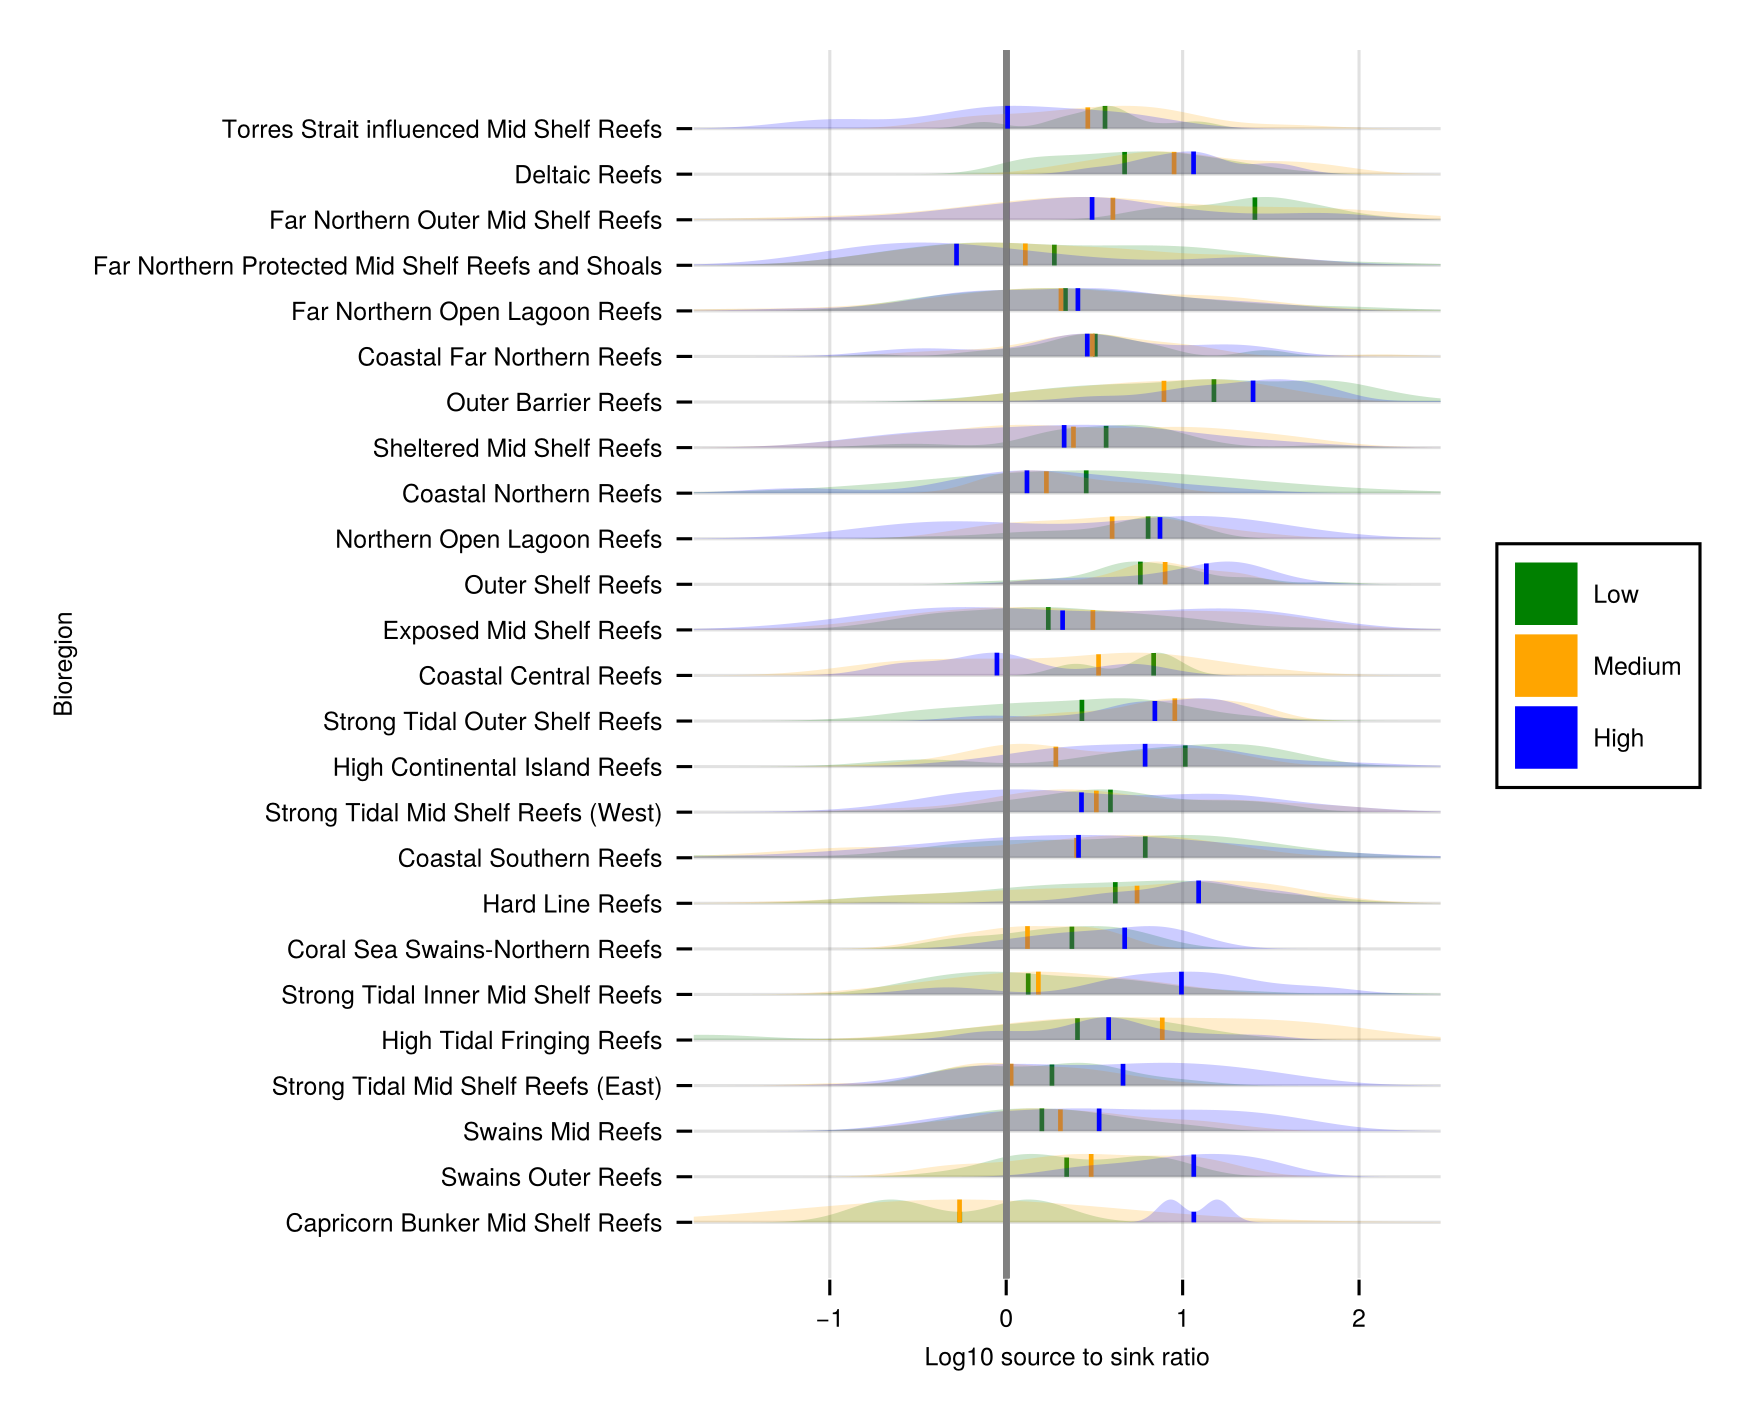 Torres Strait influenced Mid Shelf Reefs
Deltaic Reefs
Far Northern Outer Mid Shelf Reefs
Far Northern Protected Mid Shelf Reefs and Shoals
Far Northern Open Lagoon Reefs
Coastal Far Northern Reefs
Outer Barrier Reefs
Sheltered Mid Shelf Reefs
Coastal Northern Reefs
Northern Open Lagoon Reefs
Outer Shelf Reefs
Exposed Mid Shelf Reefs
Coastal Central Reefs
Strong Tidal Outer Shelf Reefs
High Continental Island Reefs
Strong Tidal Mid Shelf Reefs (West)
Coastal Southern Reefs
Hard Line Reefs
Coral Sea Swains-Northern Reefs
Strong Tidal Inner Mid Shelf Reefs
High Tidal Fringing Reefs
Strong Tidal Mid Shelf Reefs (East)
Swains Mid Reefs
Swains Outer Reefs
Capricorn Bunker Mid Shelf Reefs
Bioregion
−1 0 1 2
Log10 source to sink ratio
Low
Medium
High